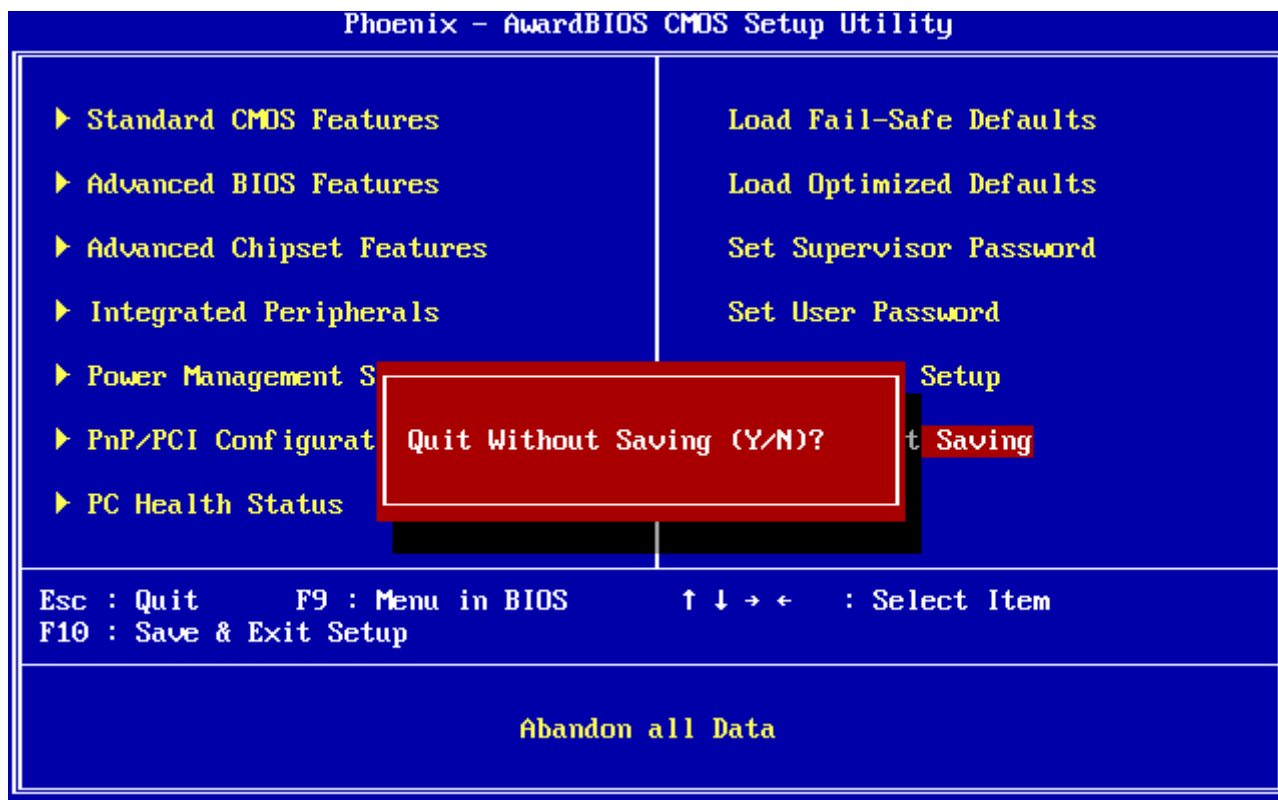 Phoenix - AwardBIOS CMOS Setup Utility
Standard CMOS Features
Advanced BIOS Features
Advanced Chipset Features
Integrated Peripherals
Power Management S
PnP/PCI Configurat
PC Health Status
Load Fail-Safe Defaults
Load Optimized Defaults
Set Supervisor Password
Set User Password
Setup
t Saving
Quit Without Saving (Y/N)?
Esc : Quit F9 : Menu in BIOS ↑ ↓ → ← : Select Item
F10 : Save & Exit Setup
Abandon all Data